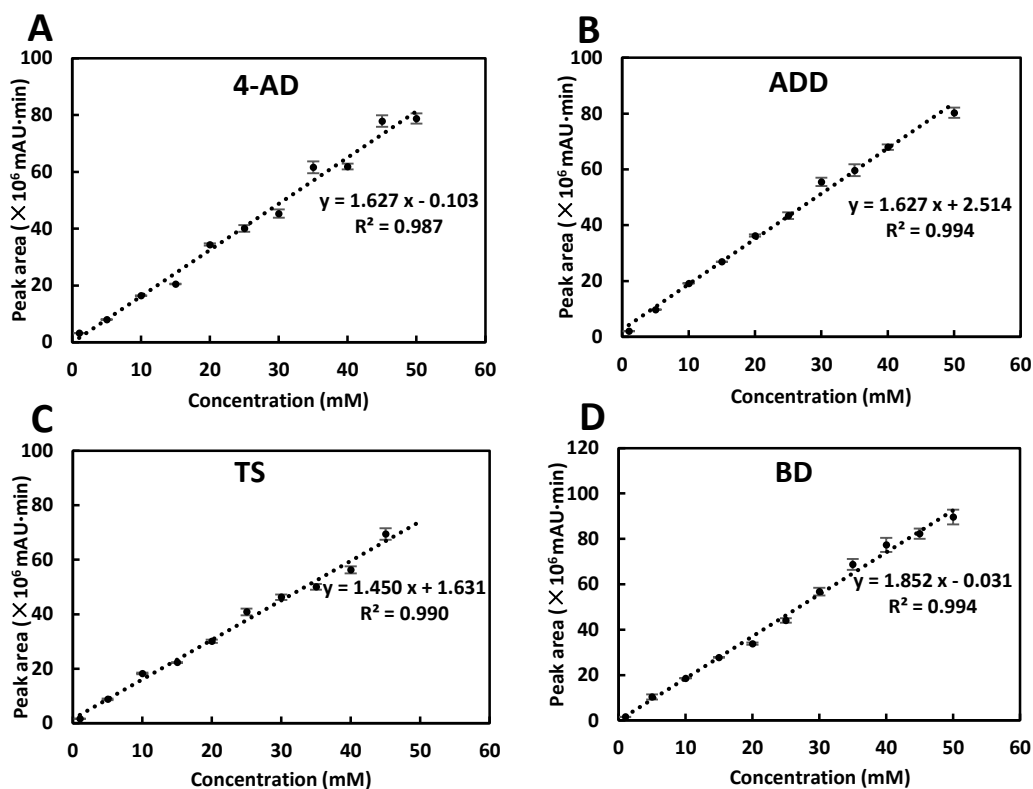 A
4-AD
Peak area (×10⁶ mAU·min)
100
80
60
40
20
0
y = 1.627 x - 0.103
R² = 0.987
0 10 20 30 40 50 60
Concentration (mM)
B
ADD
Peak area (×10⁶ mAU·min)
100
80
60
40
20
0
y = 1.627 x + 2.514
R² = 0.994
0 10 20 30 40 50 60
Concentration (mM)
C
TS
Peak area (×10⁶ mAU·min)
100
80
60
40
20
0
y = 1.450 x + 1.631
R² = 0.990
0 10 20 30 40 50 60
Concentration (mM)
D
BD
Peak area (×10⁶ mAU·min)
120
100
80
60
40
20
0
y = 1.852 x - 0.031
R² = 0.994
0 10 20 30 40 50 60
Concentration (mM)